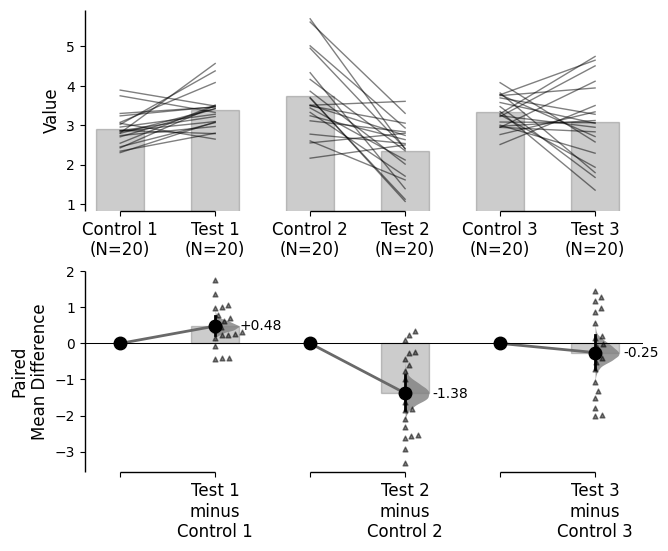 Value
5
4
3
2
1
Control 1 Test 1 Control 2 Test 2 Control 3 Test 3
(N=20) (N=20) (N=20) (N=20) (N=20) (N=20)
Paired
Mean Difference
2
1
0
−1
−2
−3
+0.48
-1.38
-0.25
Test 1 Test 2 Test 3
minus minus minus
Control 1 Control 2 Control 3